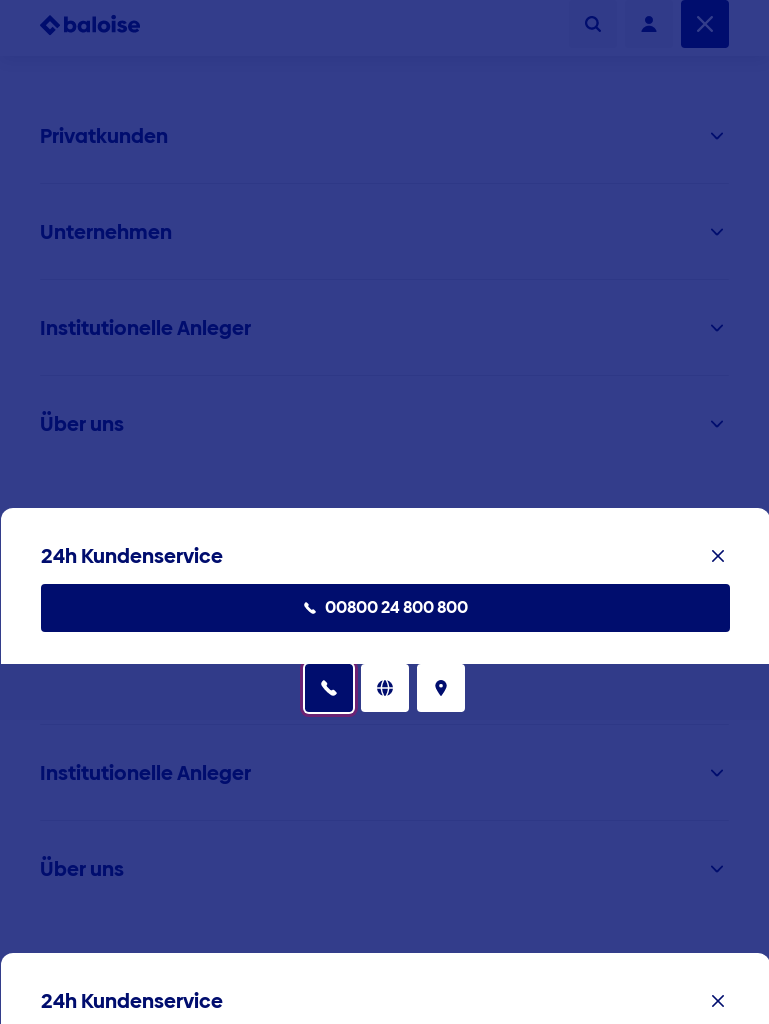 baloise
Privatkunden
Unternehmen
Institutionelle Anleger
Über uns
24h Kundenservice
00800 24 800 800
Institutionelle Anleger
Über uns
24h Kundenservice